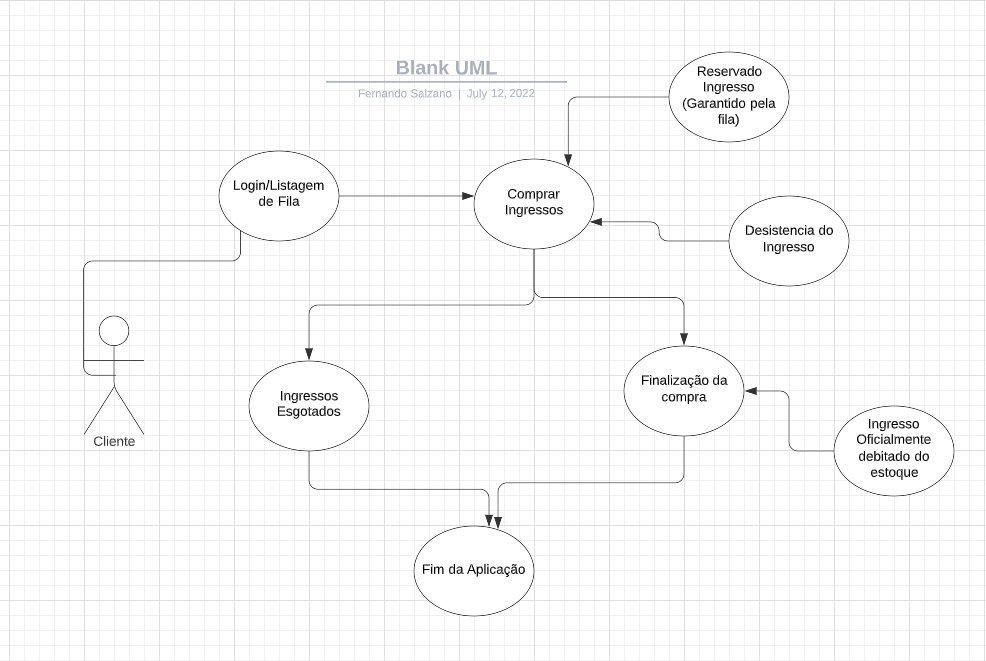 Blank UML
Fernando Salzano | July 12, 2022
Reservado
Ingresso
(Garantido pela
fila)
Login/Listagem
de Fila
Comprar
Ingressos
Desistencia do
Ingresso
Cliente
Ingressos
Esgotados
Finalização da
compra
Ingresso
Oficialmente
debitado do
estoque
Fim da Aplicação